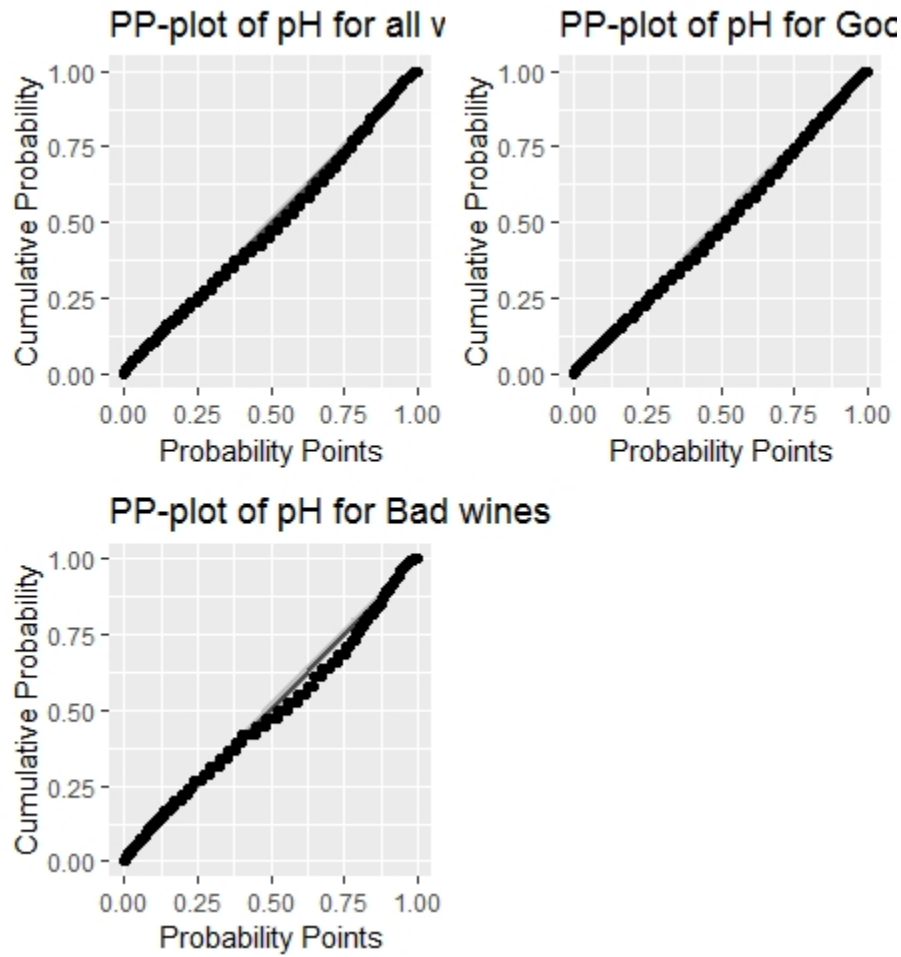 PP-plot of pH for all
Cumulative Probability
1.00
0.75
0.50
0.25
0.00
0.00 0.25 0.50 0.75 1.00
Probability Points
PP-plot of pH for Goo
Cumulative Probability
1.00
0.75
0.50
0.25
0.00
0.00 0.25 0.50 0.75 1.00
Probability Points
PP-plot of pH for Bad wines
Cumulative Probability
1.00
0.75
0.50
0.25
0.00
0.00 0.25 0.50 0.75 1.00
Probability Points